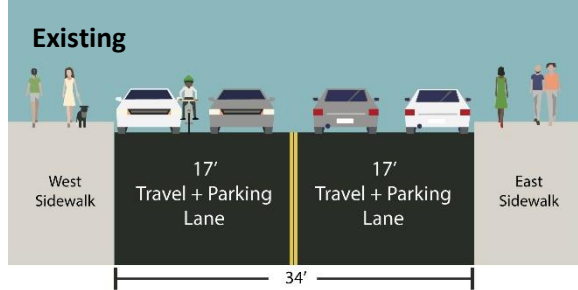 Existing
West
Sidewalk
17’
Travel + Parking
Lane
17’
Travel + Parking
Lane
East
Sidewalk
34’